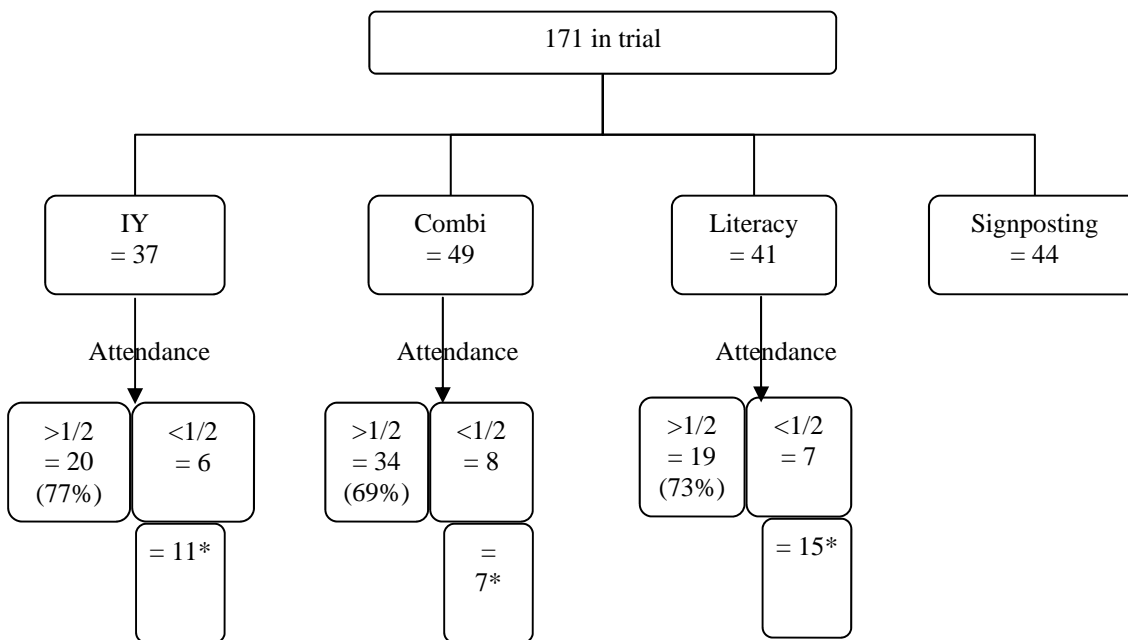 171 in trial
IY
= 37
Combi
= 49
Literacy
= 41
Signposting
= 44
Attendance
Attendance
Attendance
>1/2
= 20
(77%)
<1/2
= 6
>1/2
= 34
(69%)
<1/2
= 8
>1/2
= 19
(73%)
<1/2
= 7
= 11*
=
7*
= 15*